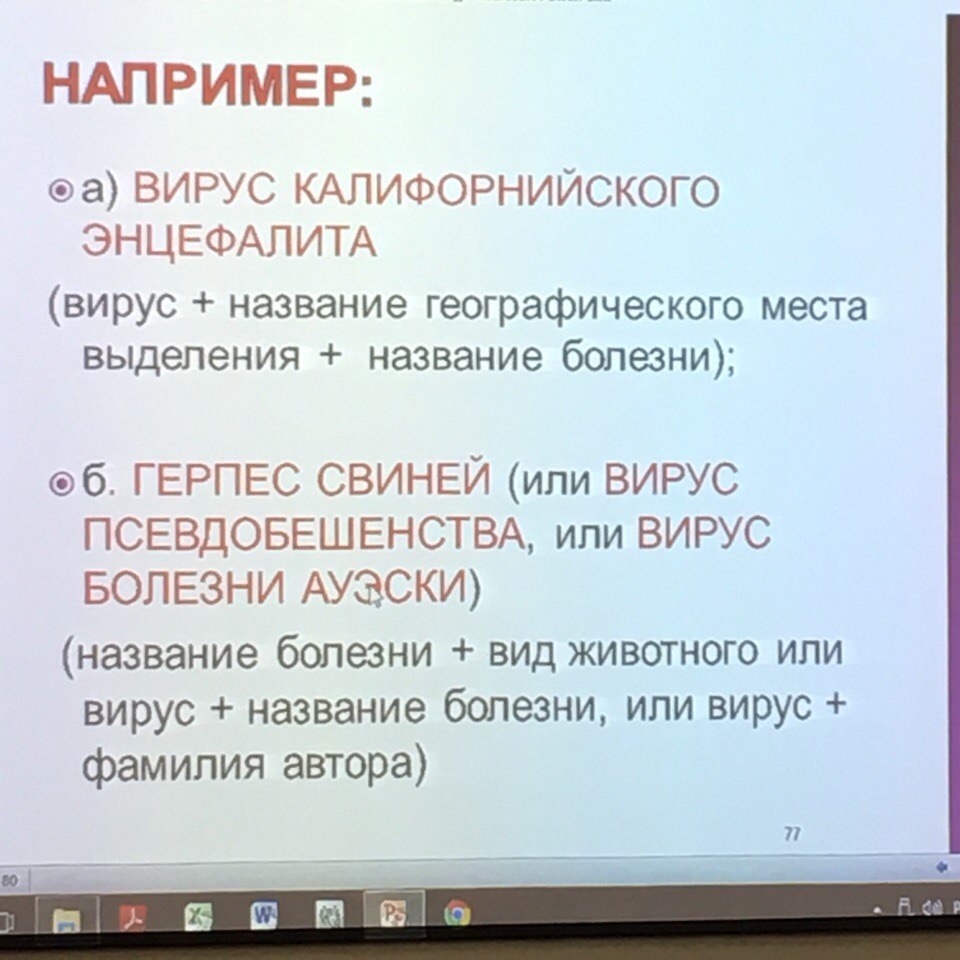 НАПРИМЕР:
а) ВИРУС КАЛИФОРНИЙСКОГО
ЭНЦЕФАЛИТА
(вирус + название географического места
выделения + название болезни);
б. ГЕРПЕС СВИНЕЙ (или ВИРУС
ПСЕВДОБЕШЕНСТВА, или ВИРУС
БОЛЕЗНИ АУЭСКИ)
(название болезни + вид животного или
вирус + название болезни, или вирус +
фамилия автора)
77
80